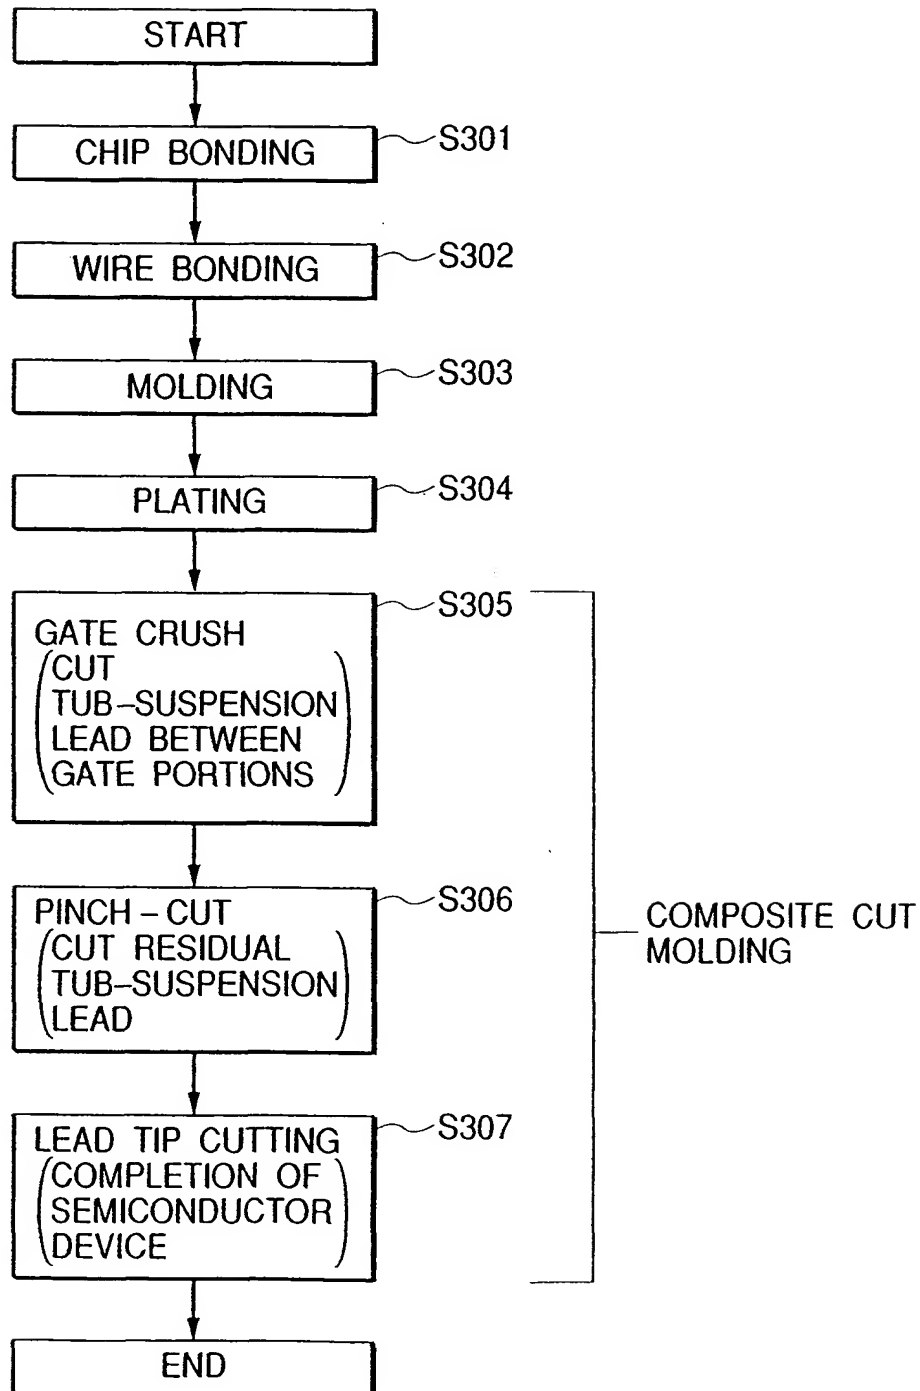 START
CHIP BONDING
S301
WIRE BONDING
S302
MOLDING
S303
PLATING
S304
GATE CRUSH
(CUT
TUB-SUSPENSION
LEAD BETWEEN
GATE PORTIONS)
S305
PINCH-CUT
(CUT RESIDUAL
TUB-SUSPENSION
LEAD)
S306
LEAD TIP CUTTING
(COMPLETION OF
SEMICONDUCTOR
DEVICE)
S307
COMPOSITE CUT
MOLDING
END